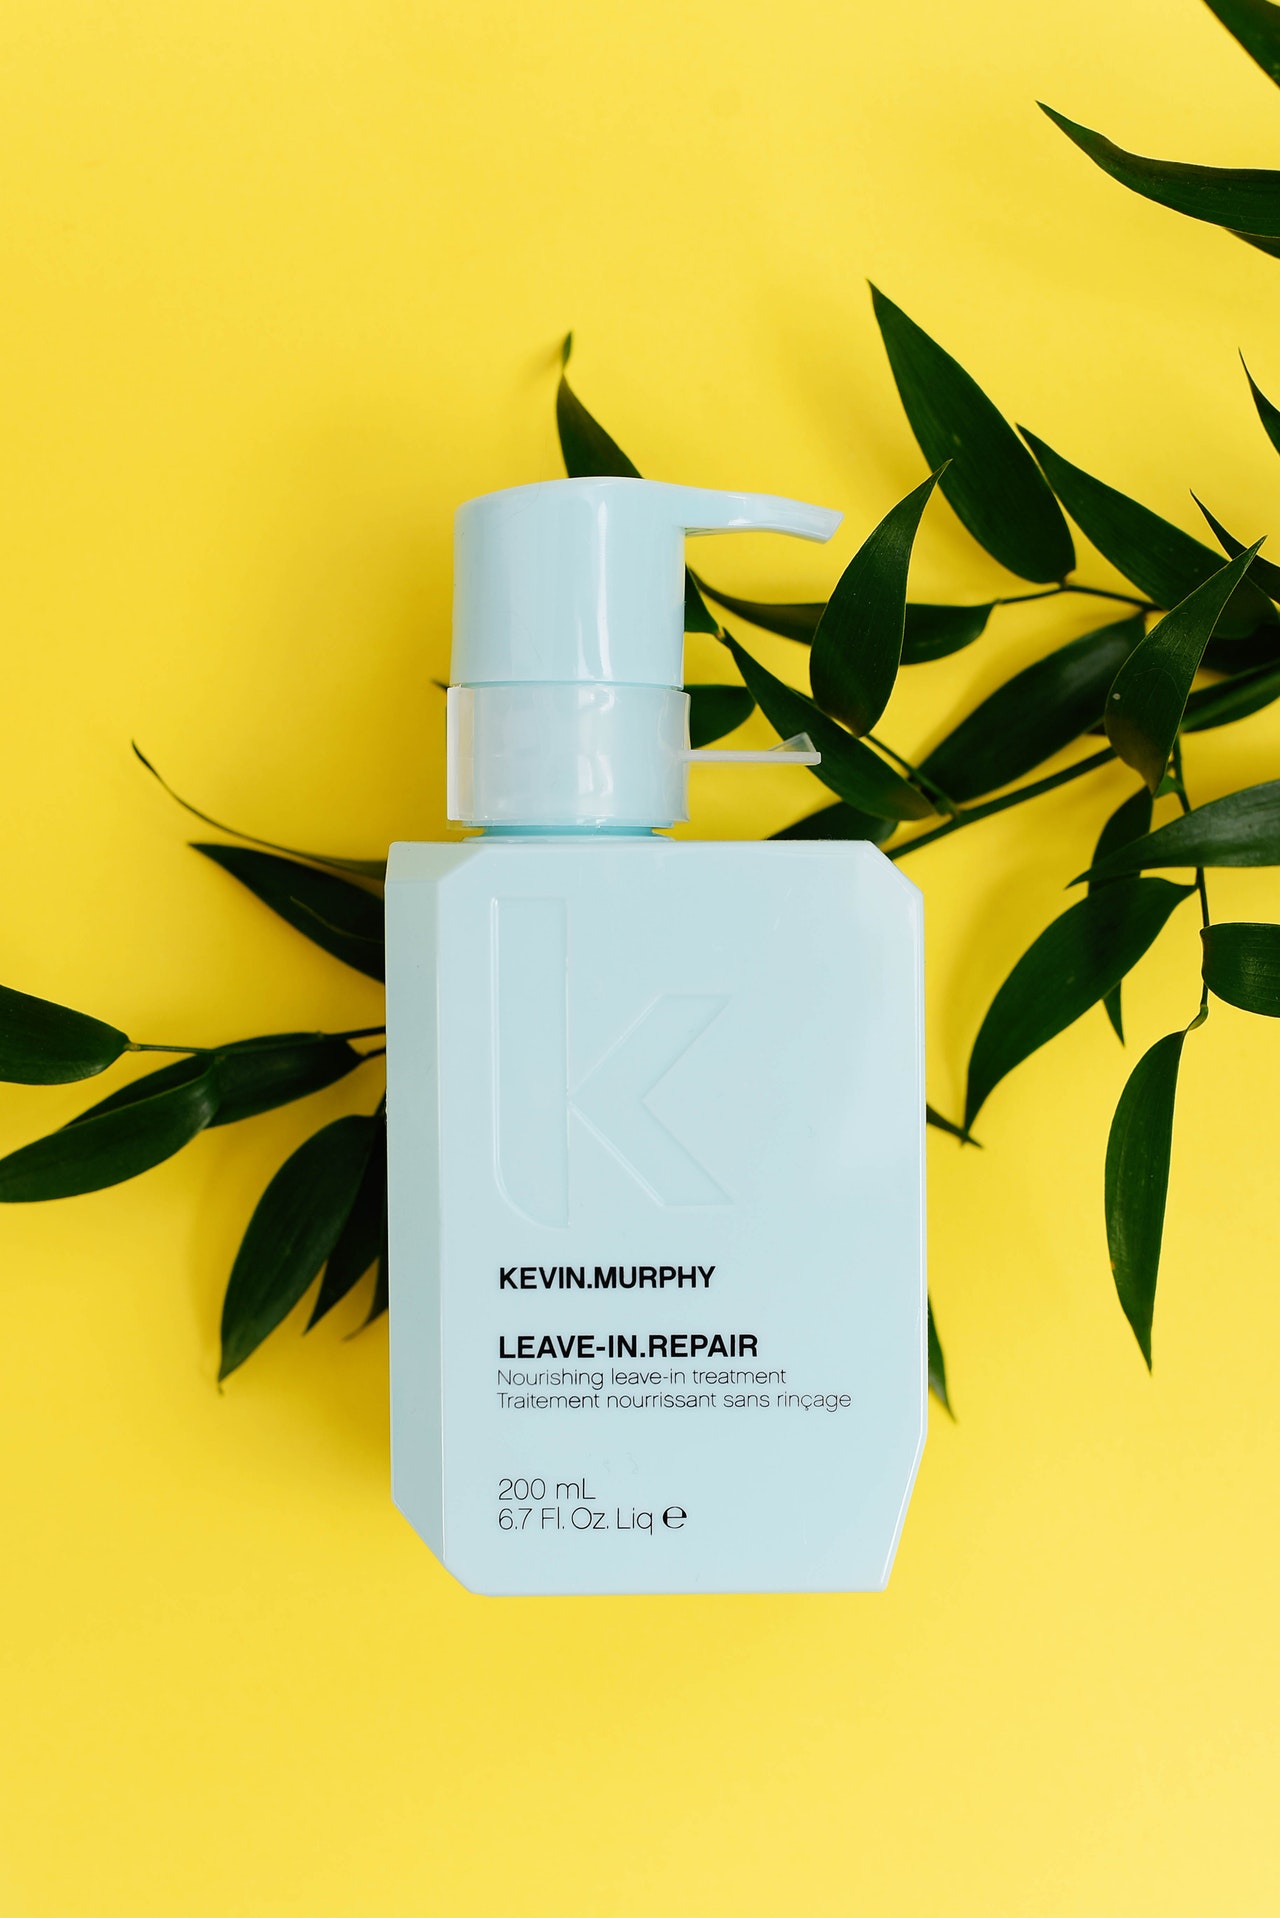 k
KEVIN.MURPHY
LEAVE-IN.REPAIR
Nourishing leave-in treatment
Traitement nourrissant sans rinçage
200 mL
6.7 Fl. Oz. Liq ℮